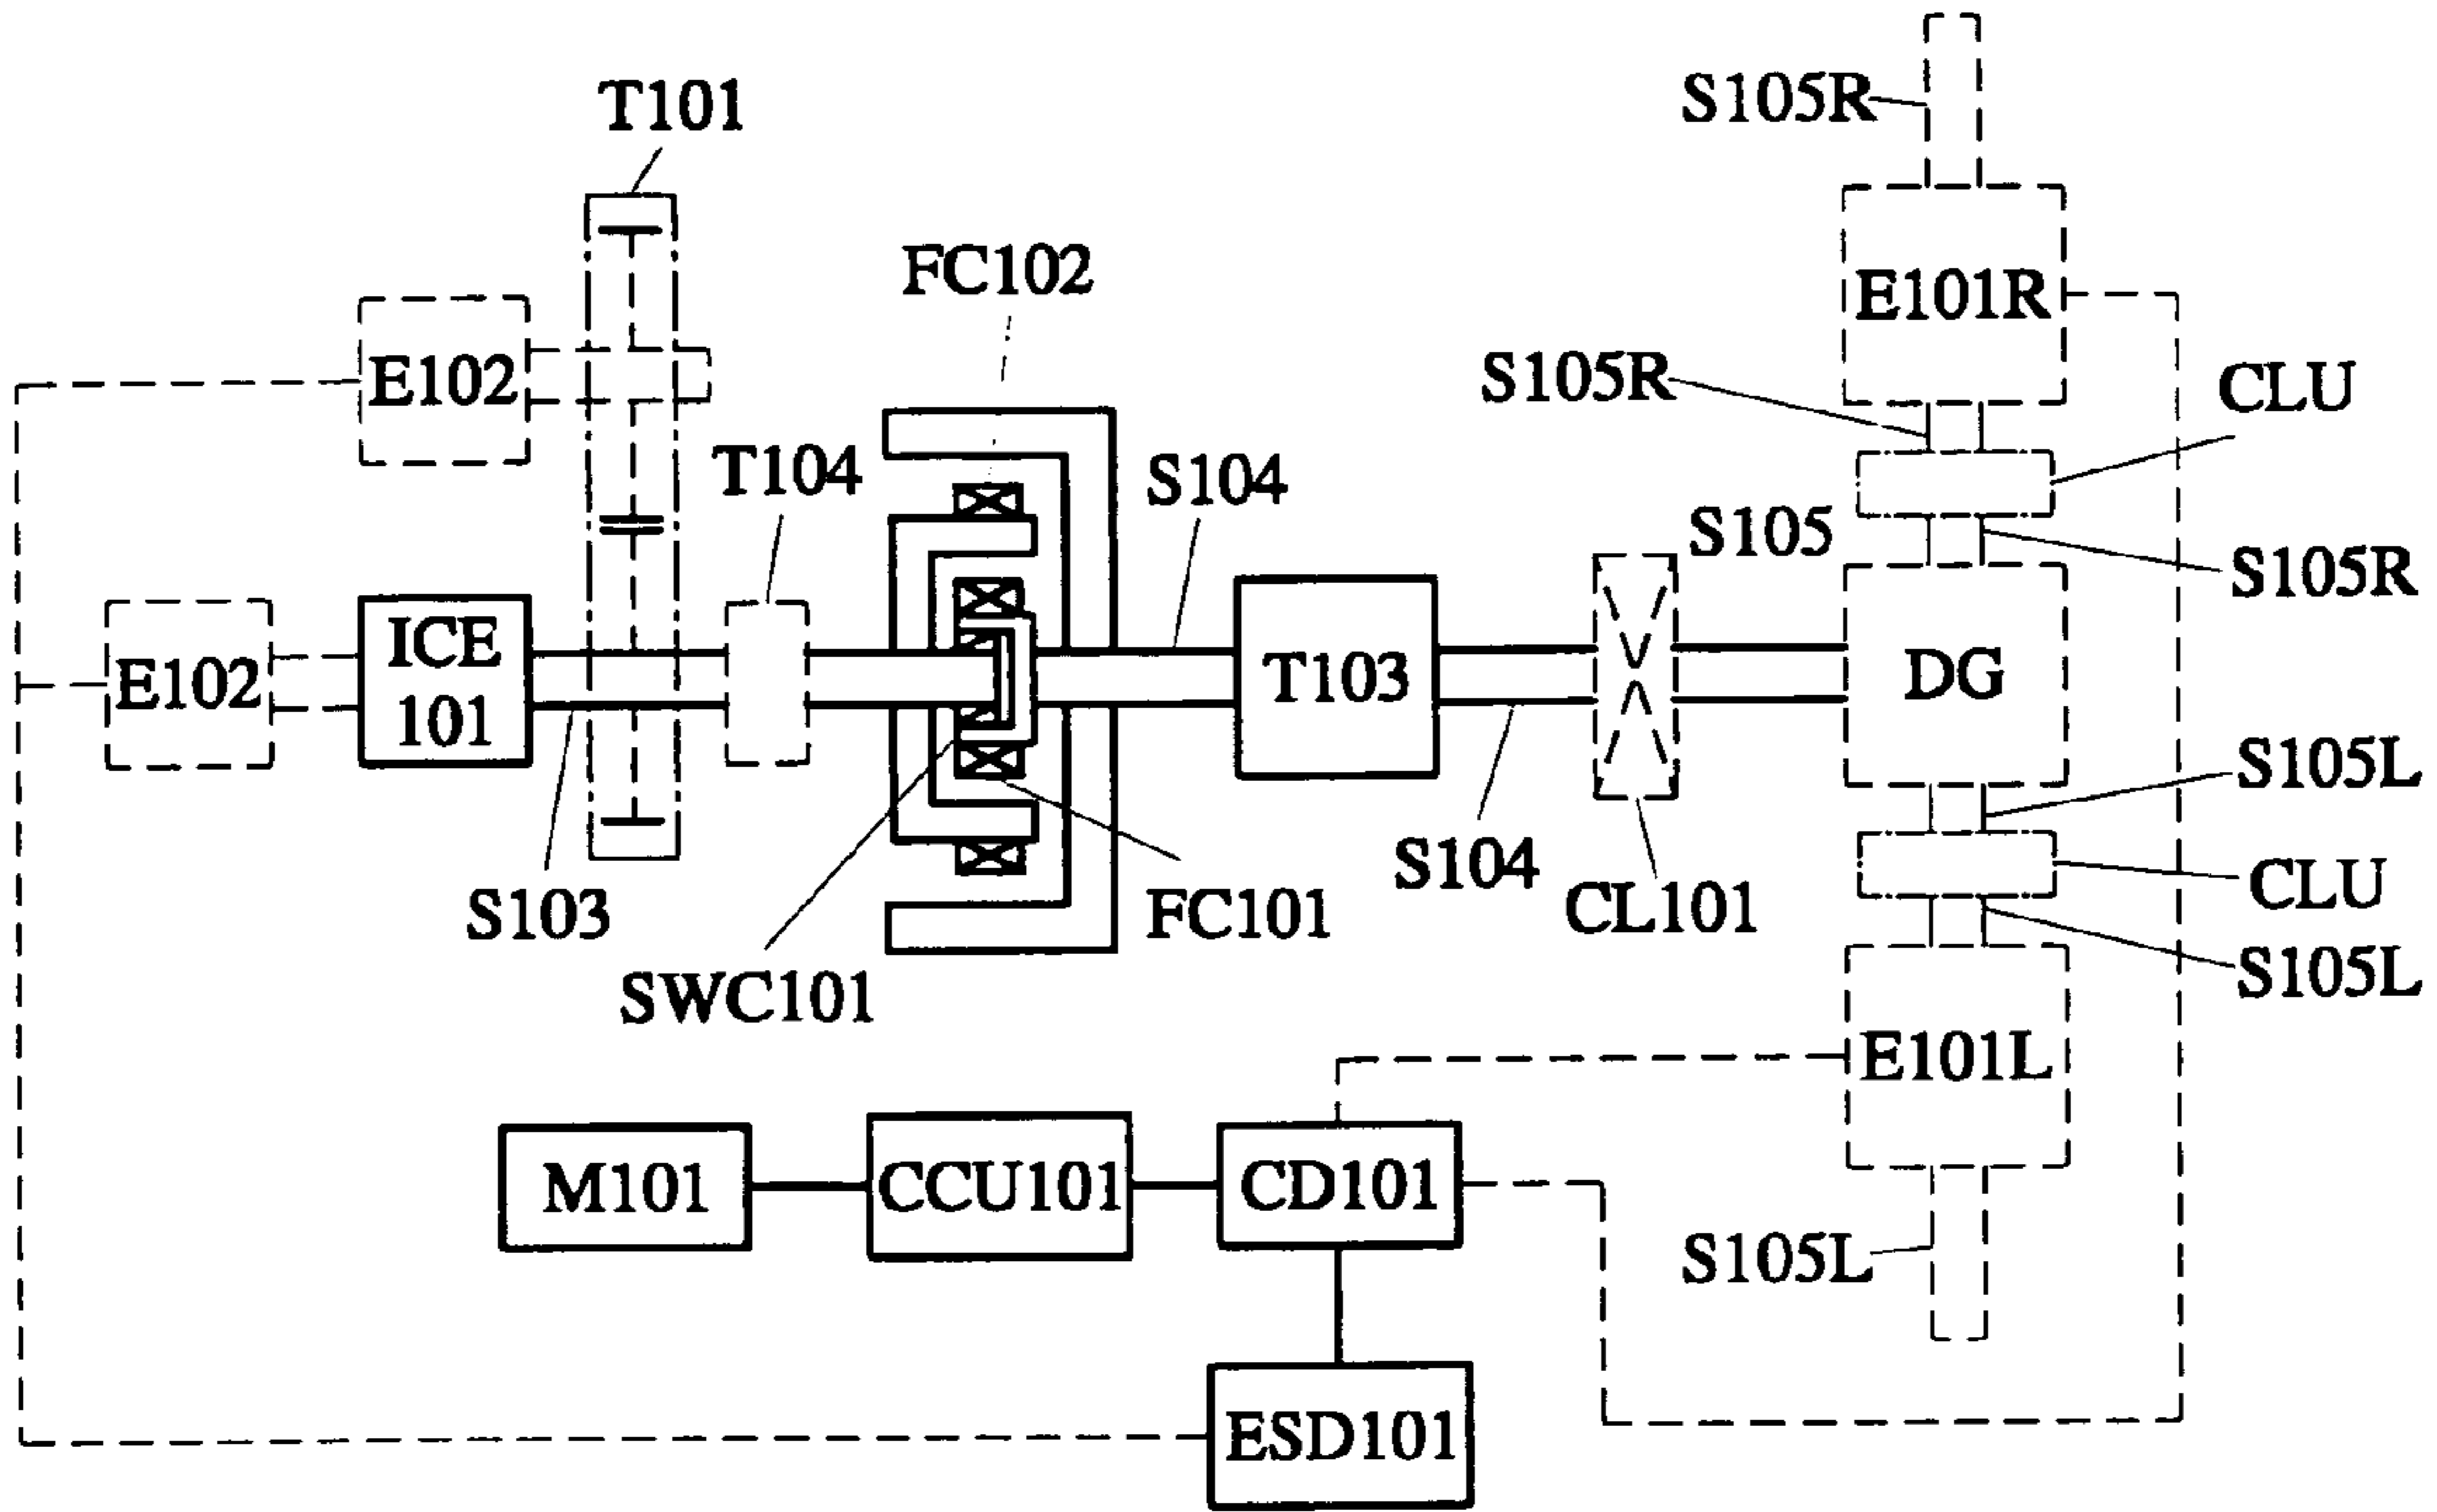 S105R
T101
FC102
E101R
E102
S105R
CLU
T104
S104
S105
S105R
ICE
101
E102
T103
DG
S105L
S104
CL101
CLU
S103
FC101
SWC101
S105L
E101L
M101
CCU101
CD101
S105L
ESD101